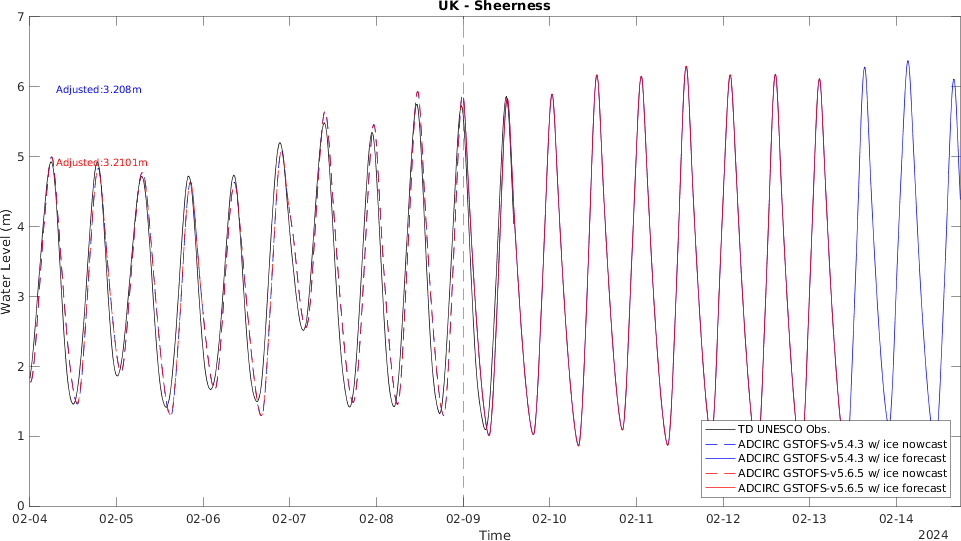 UK - Sheerness
7
6
5
4
3
2
1
0
Water Level (m)
Adjusted:3.208m
Adjusted:3.2101m
TD UNESCO Obs.
ADCIRC GSTOFS-v5.4.3 w/ ice nowcast
ADCIRC GSTOFS-v5.4.3 w/ ice forecast
ADCIRC GSTOFS-v5.6.5 w/ ice nowcast
ADCIRC GSTOFS-v5.6.5 w/ ice forecast
02-04 02-05 02-06 02-07 02-08 02-09 02-10 02-11 02-12 02-13 02-14
Time
2024